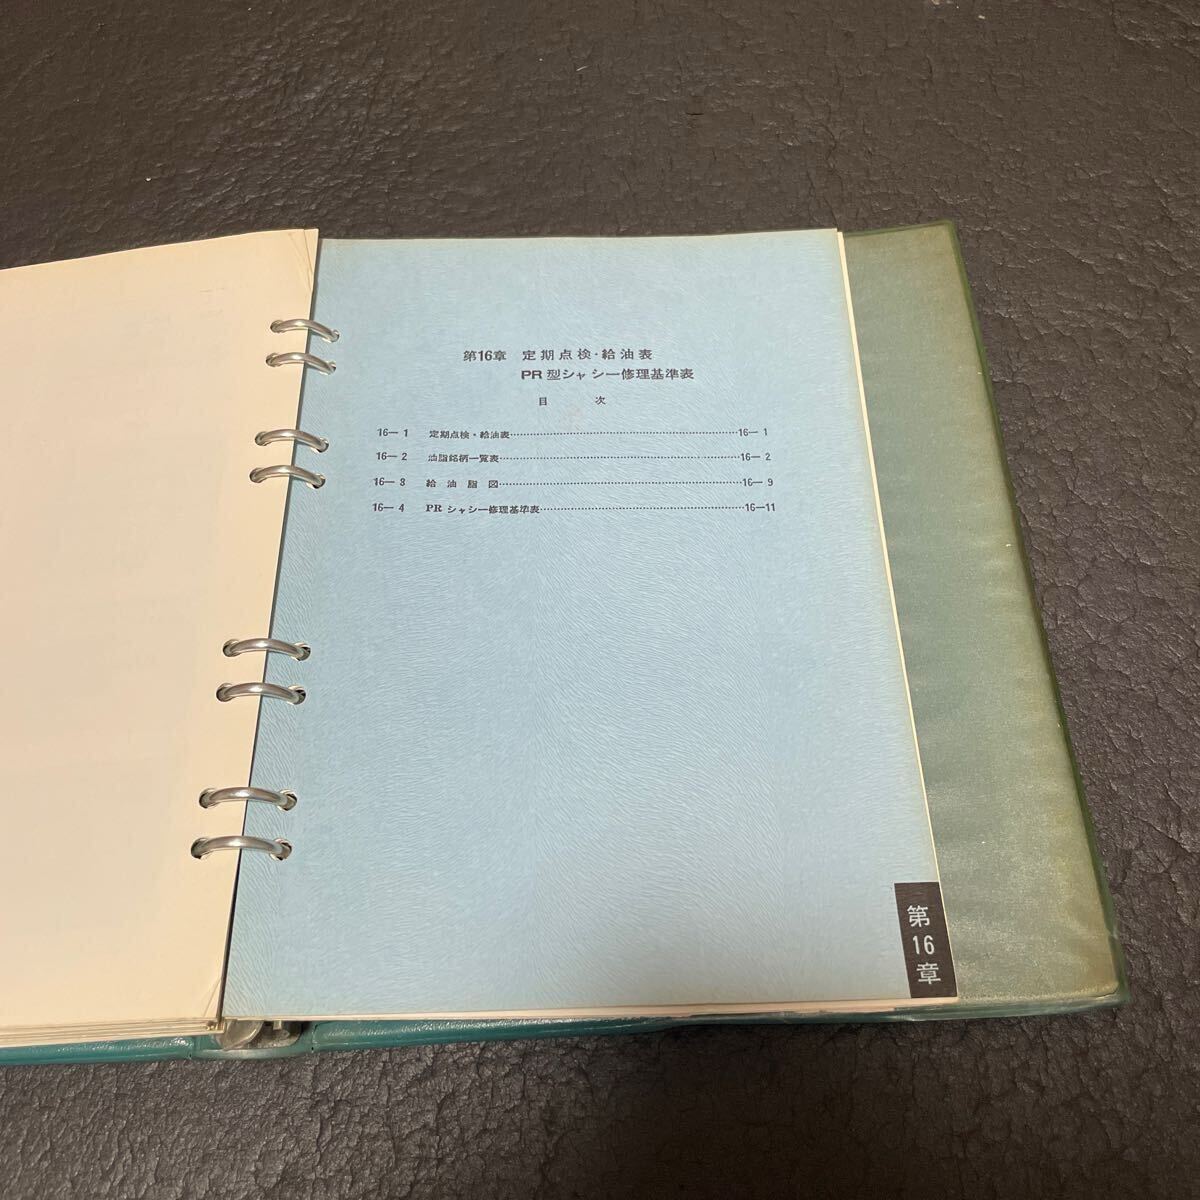 第16章 定期点検・給油表
PR型シャシー修理基準表
目次
16—1 定期点検・給油表……16—1
16—2 油脂銘柄一覧表……16—2
16—3 給油脂図……16—9
16—4 PRシャシー修理基準表……16—11
第
16
章